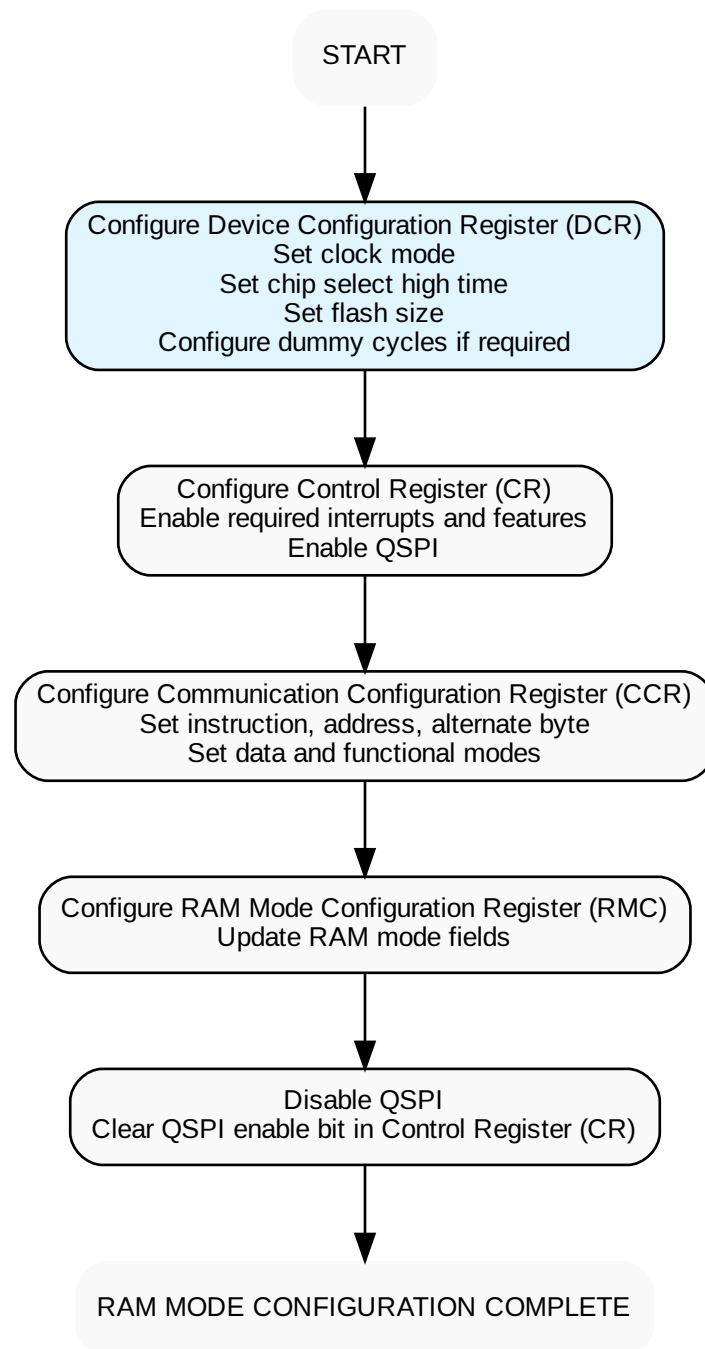 START
Configure Device Configuration Register (DCR)
Set clock mode
Set chip select high time
Set flash size
Configure dummy cycles if required
Configure Control Register (CR)
Enable required interrupts and features
Enable QSPI
Configure Communication Configuration Register (CCR)
Set instruction, address, alternate byte
Set data and functional modes
Configure RAM Mode Configuration Register (RMC)
Update RAM mode fields
Disable QSPI
Clear QSPI enable bit in Control Register (CR)
RAM MODE CONFIGURATION COMPLETE